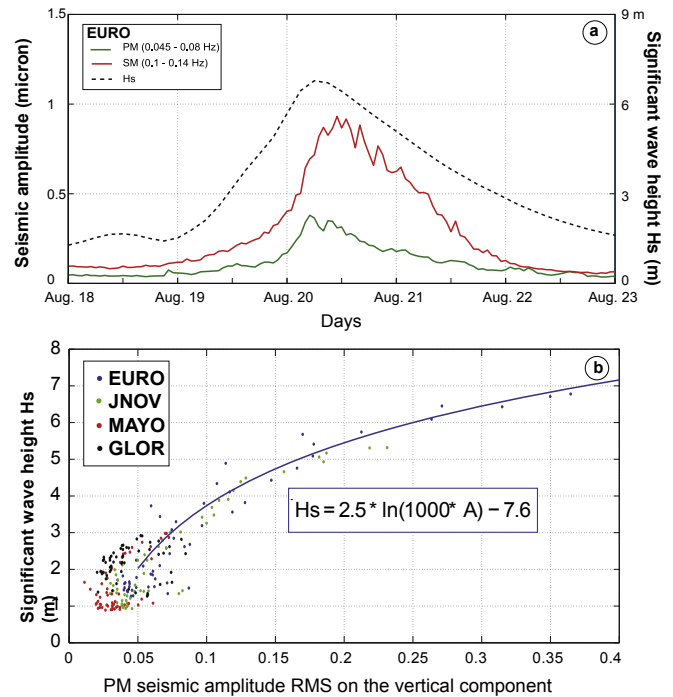 1.5
9 m
EURO
a
PM (0.045 - 0.08 Hz)
SM (0.1 - 0.14 Hz)
Hs
Seismic amplitude (micron)
Significant wave height Hs (m)
1
6
0.5
3
0
0
Aug. 18
Aug. 19
Aug. 20
Aug. 21
Aug. 22
Aug. 23
Days
8
b
EURO
JNOV
MAYO
GLOR
7
6
5
4
3
2
1
0
Significant wave height Hs (m)
Hs = 2.5 * ln(1000* A) – 7.6
0
0.05
0.1
0.15
0.2
0.25
0.3
0.35
0.4
PM seismic amplitude RMS on the vertical component